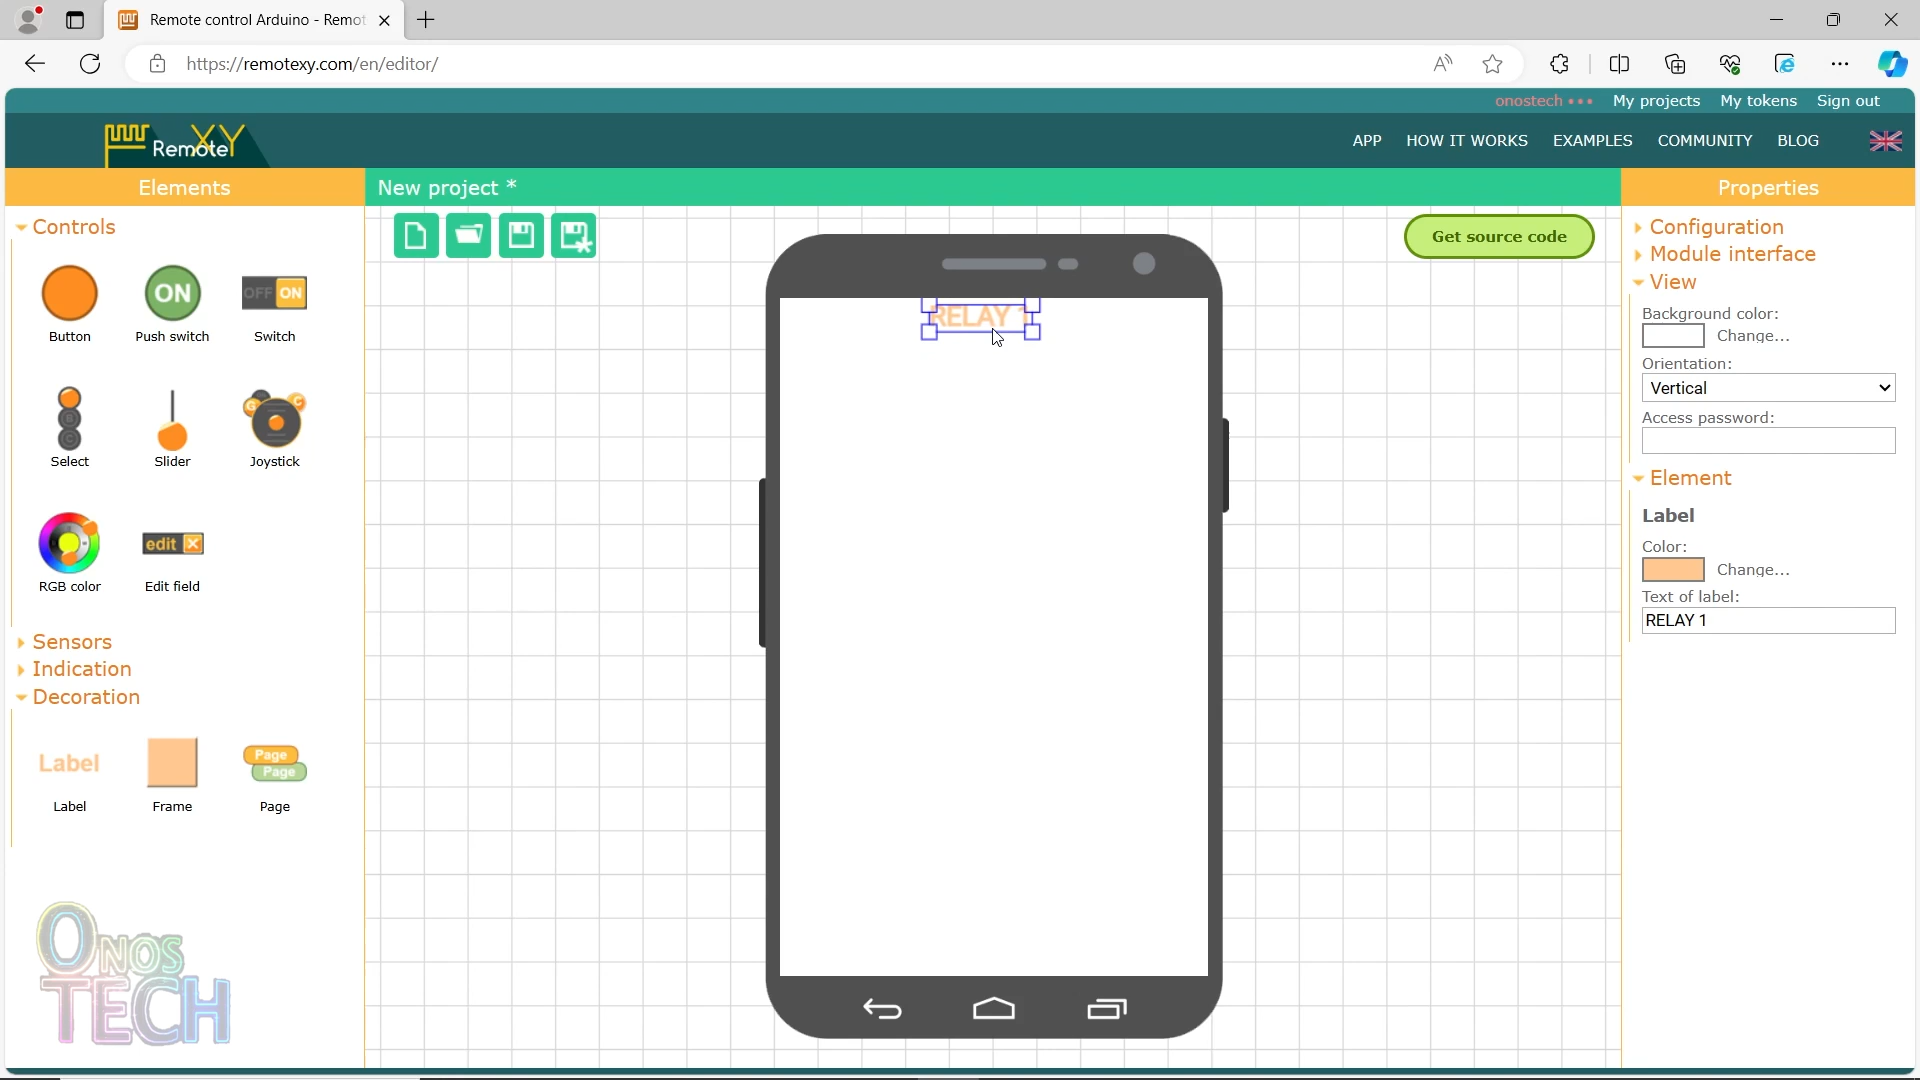 Remote control Arduino - Remot
https://remotexy.com/en/editor/
onostech •••
My projects
My tokens
Sign out
RemoteXY
APP
HOW IT WORKS
EXAMPLES
COMMUNITY
BLOG
Elements
New project *
Properties
Controls
ON
OFF ON
Button
Push switch
Switch
A
B
C
G
C
Select
Slider
Joystick
edit
RGB color
Edit field
Sensors
Indication
Decoration
Label
Page
Page
Label
Frame
Page
ONOS
TECH
Get source code
RELAY 1
Configuration
Module interface
View
Background color:
Change...
Orientation:
Vertical
Access password:
Element
Label
Color:
Change...
Text of label:
RELAY 1